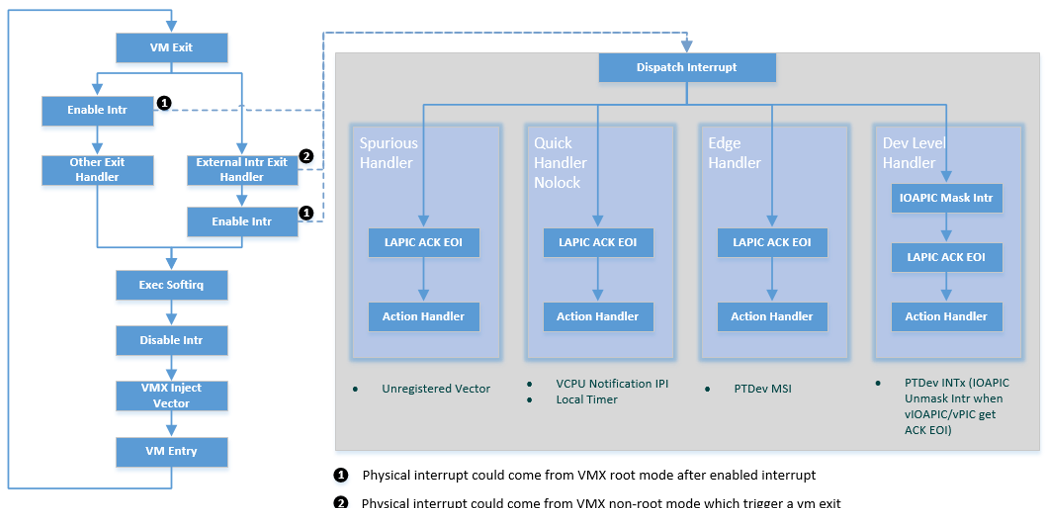 VM Exit
Dispatch Interrupt
Enable Intr
1
Other Exit
Handler
External Intr Exit
Handler
2
Enable Intr
1
Exec Softirq
Disable Intr
VMX Inject
Vector
VM Entry
Spurious
Handler
LAPIC ACK EOI
Action Handler
• Unregistered Vector
Quick
Handler
Nolock
LAPIC ACK EOI
Action Handler
• VCPU Notification IPI
• Local Timer
Edge
Handler
LAPIC ACK EOI
Action Handler
• PTDev MSI
Dev Level
Handler
IOAPIC Mask Intr
LAPIC ACK EOI
Action Handler
• PTDev INTx (IOAPIC
Unmask Intr when
vIOAPIC/vPIC get
ACK EOI)
1 Physical interrupt could come from VMX root mode after enabled interrupt
2 Physical interrupt could come from VMX non-root mode which trigger a vm exit